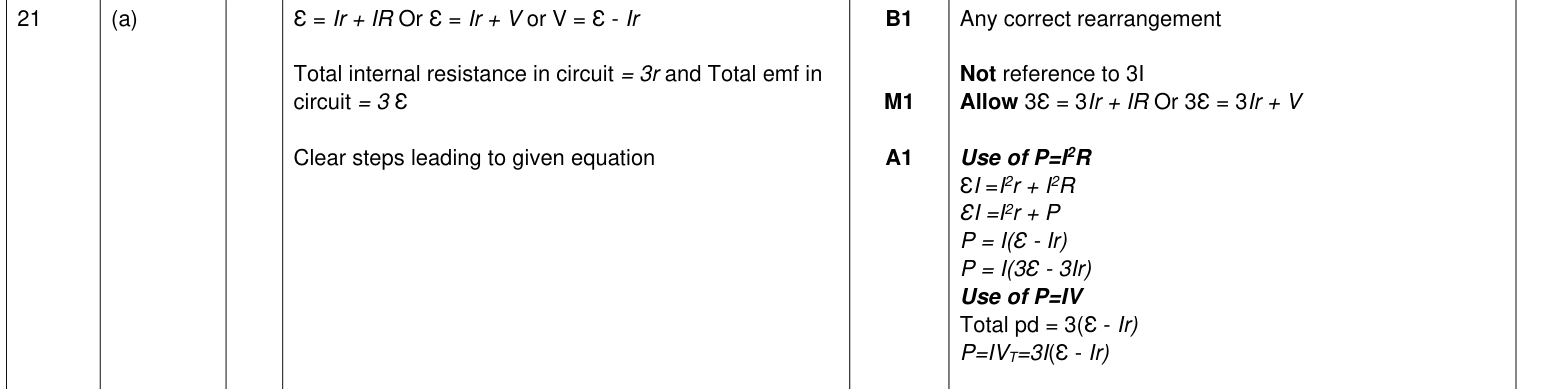 21 (a) Ɛ = Ir + IR Or Ɛ = Ir + V or V = Ɛ - Ir B1 Any correct rearrangement
Total internal resistance in circuit = 3r and Total emf in Not reference to 3I
circuit = 3 Ɛ M1 Allow 3Ɛ = 3Ir + IR Or 3Ɛ = 3Ir + V
Clear steps leading to given equation A1 Use of P=I²R
ƐI =I²r + I²R
ƐI =I²r + P
P = I(Ɛ - Ir)
P = I(3Ɛ - 3Ir)
Use of P=IV
Total pd = 3(Ɛ - Ir)
P=IV_T=3I(Ɛ - Ir)